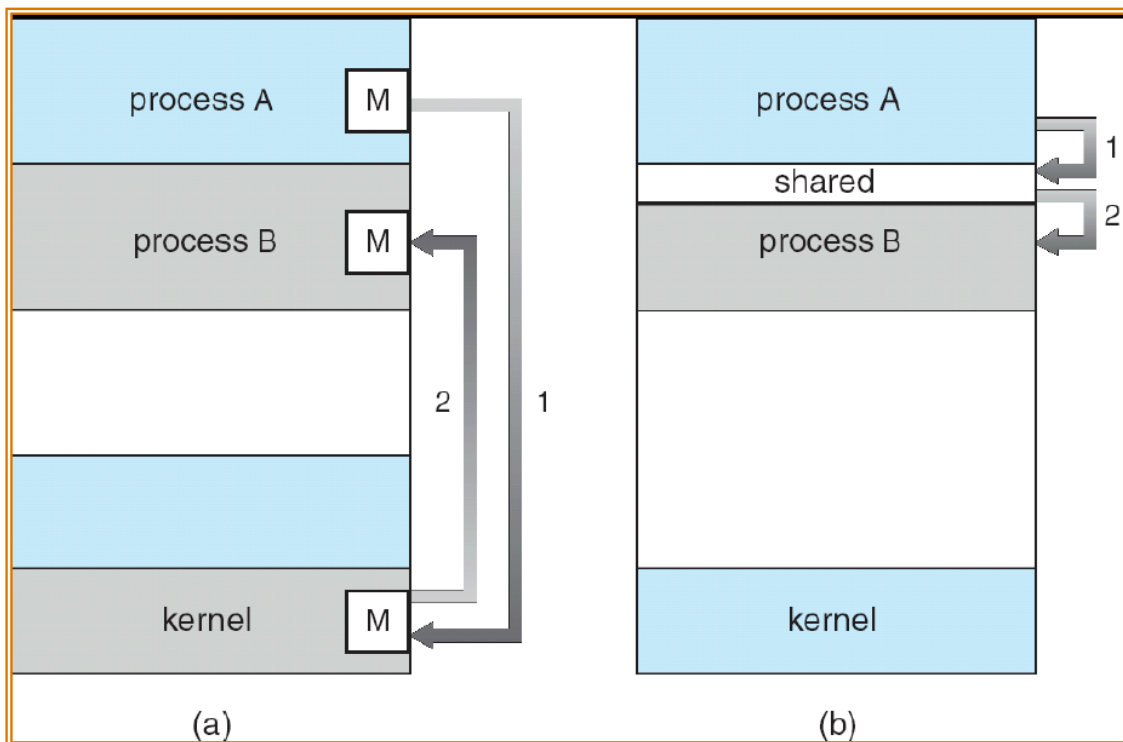 process A
M
process B
M
2
1
kernel
M
(a)
process A
1
shared
2
process B
kernel
(b)